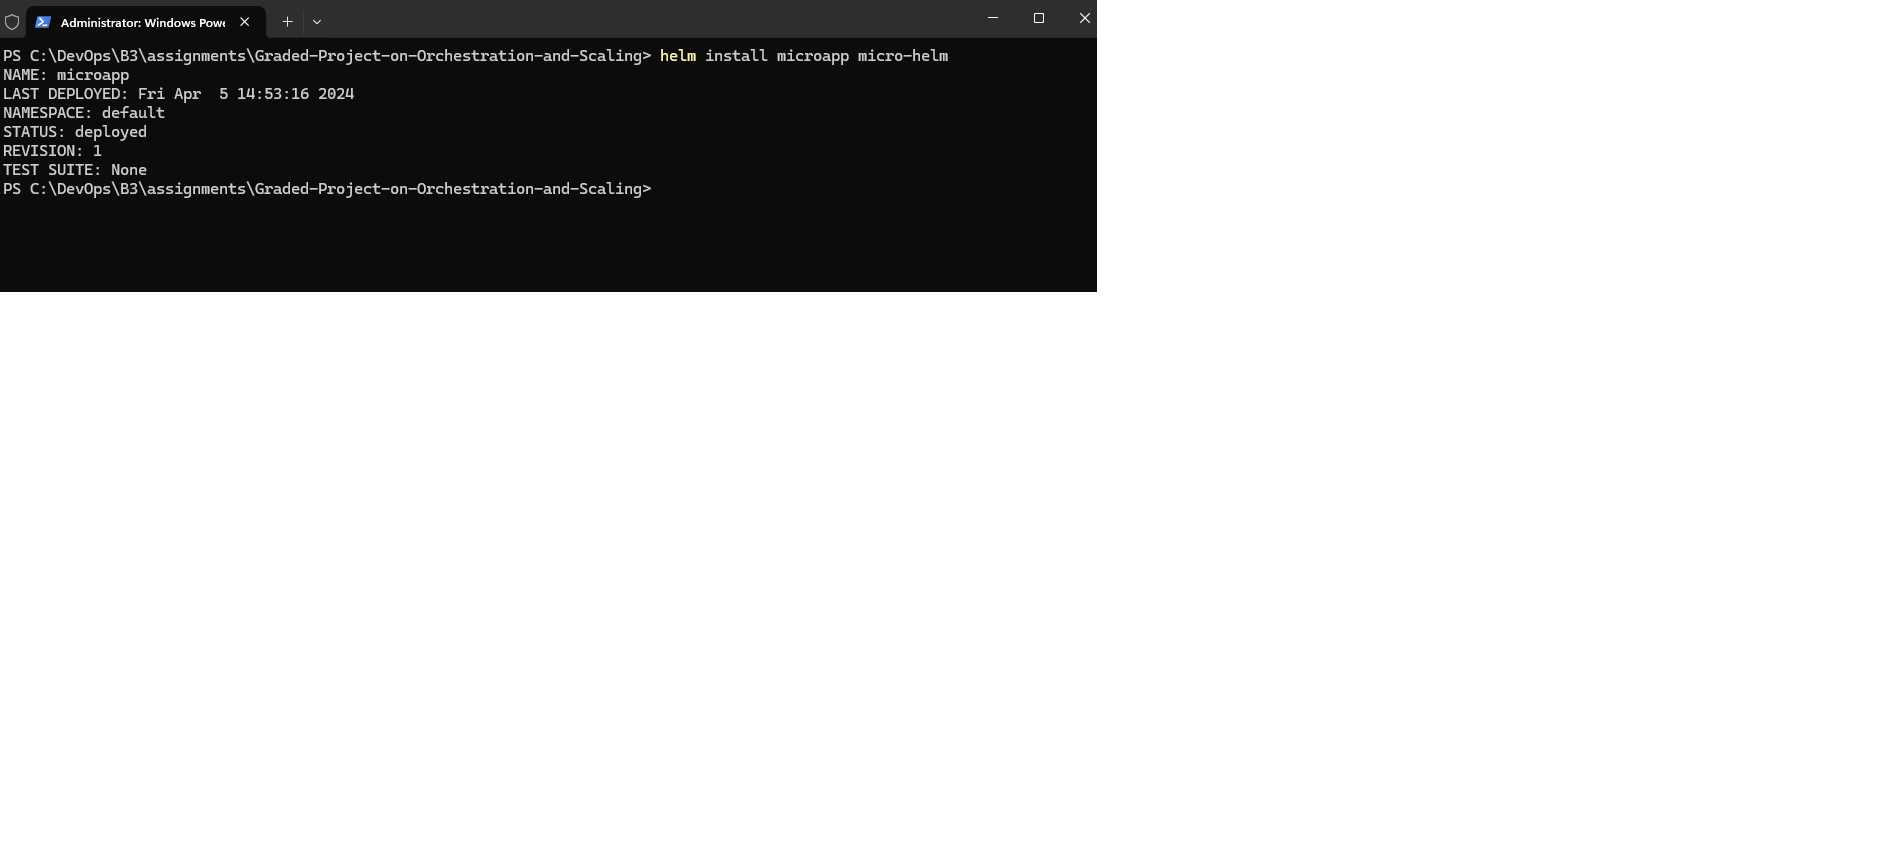 Administrator: Windows Powe
PS C:\DevOps\B3\assignments\Graded-Project-on-Orchestration-and-Scaling> helm install microapp micro-helm
NAME: microapp
LAST DEPLOYED: Fri Apr  5 14:53:16 2024
NAMESPACE: default
STATUS: deployed
REVISION: 1
TEST SUITE: None
PS C:\DevOps\B3\assignments\Graded-Project-on-Orchestration-and-Scaling>